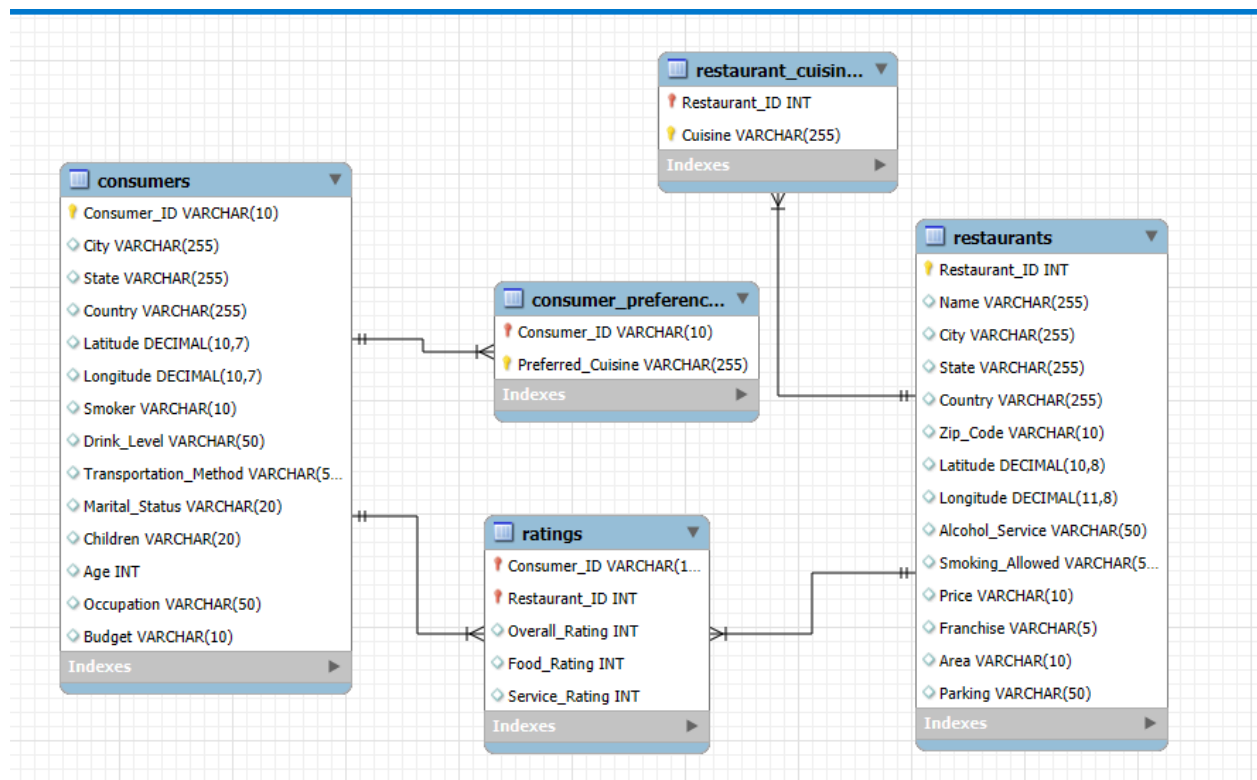 consumers
Consumer_ID VARCHAR(10)
City VARCHAR(255)
State VARCHAR(255)
Country VARCHAR(255)
Latitude DECIMAL(10,7)
Longitude DECIMAL(10,7)
Smoker VARCHAR(10)
Drink_Level VARCHAR(50)
Transportation_Method VARCHAR(5...
Marital_Status VARCHAR(20)
Children VARCHAR(20)
Age INT
Occupation VARCHAR(50)
Budget VARCHAR(10)
Indexes
consumer_preferenc...
Consumer_ID VARCHAR(10)
Preferred_Cuisine VARCHAR(255)
Indexes
ratings
Consumer_ID VARCHAR(1...
Restaurant_ID INT
Overall_Rating INT
Food_Rating INT
Service_Rating INT
Indexes
restaurant_cuisin...
Restaurant_ID INT
Cuisine VARCHAR(255)
Indexes
restaurants
Restaurant_ID INT
Name VARCHAR(255)
City VARCHAR(255)
State VARCHAR(255)
Country VARCHAR(255)
Zip_Code VARCHAR(10)
Latitude DECIMAL(10,8)
Longitude DECIMAL(11,8)
Alcohol_Service VARCHAR(50)
Smoking_Allowed VARCHAR(5...
Price VARCHAR(10)
Franchise VARCHAR(5)
Area VARCHAR(10)
Parking VARCHAR(50)
Indexes